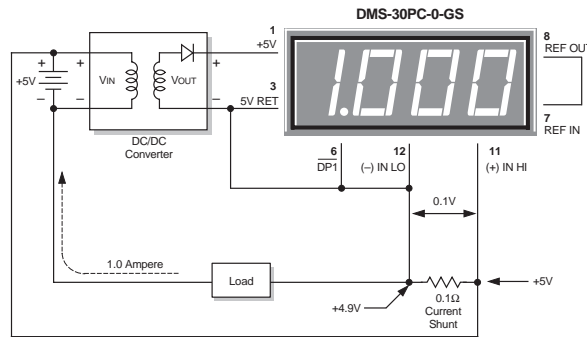 DMS-30PC-0-GS
1
+5V
3
5V RET
1.000
8
REF OUT
7
REF IN
+5V
+
−
+
−
VIN
VOUT
+
−
DC/DC
Converter
6
DP1
12
(−) IN LO
11
(+) IN HI
0.1V
1.0 Ampere
Load
+4.9V
0.1Ω
Current
Shunt
+5V